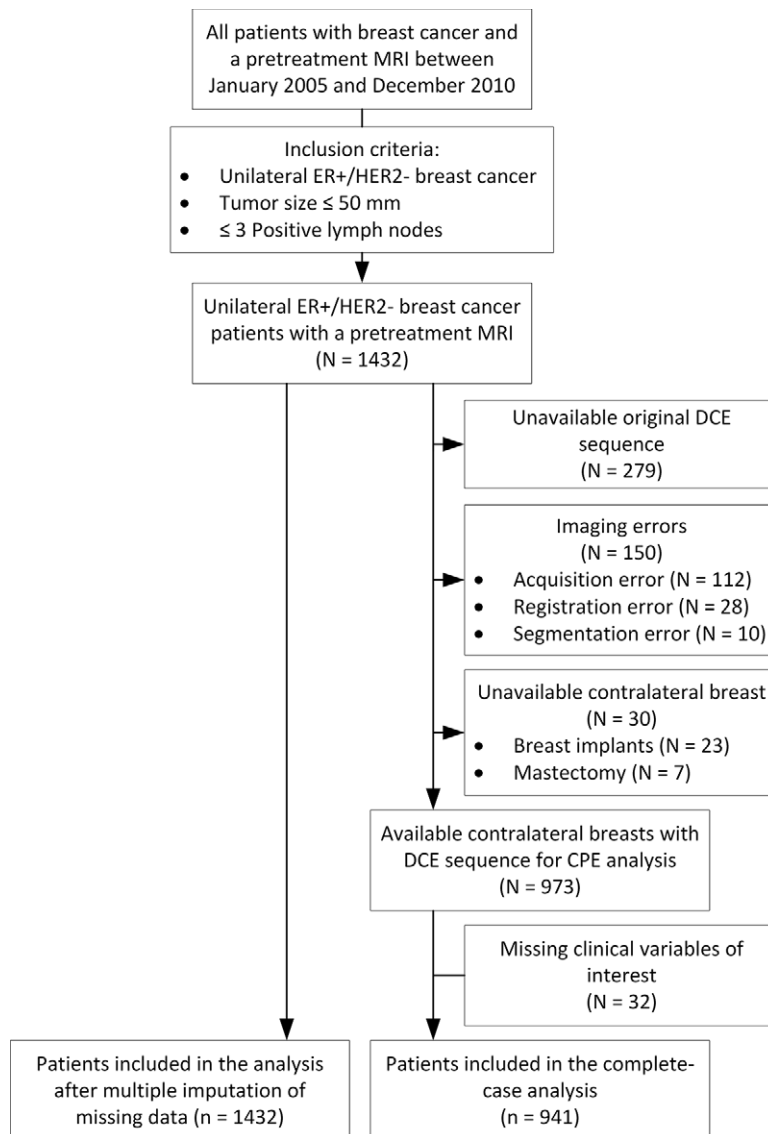 All patients with breast cancer and
a pretreatment MRI between
January 2005 and December 2010
Inclusion criteria:
• Unilateral ER+/HER2- breast cancer
• Tumor size ≤ 50 mm
• ≤ 3 Positive lymph nodes
Unilateral ER+/HER2- breast cancer
patients with a pretreatment MRI
(N = 1432)
Unavailable original DCE
sequence
(N = 279)
Imaging errors
(N = 150)
• Acquisition error (N = 112)
• Registration error (N = 28)
• Segmentation error (N = 10)
Unavailable contralateral breast
(N = 30)
• Breast implants (N = 23)
• Mastectomy (N = 7)
Available contralateral breasts with
DCE sequence for CPE analysis
(N = 973)
Missing clinical variables of
interest
(N = 32)
Patients included in the analysis
after multiple imputation of
missing data (n = 1432)
Patients included in the complete-
case analysis
(n = 941)